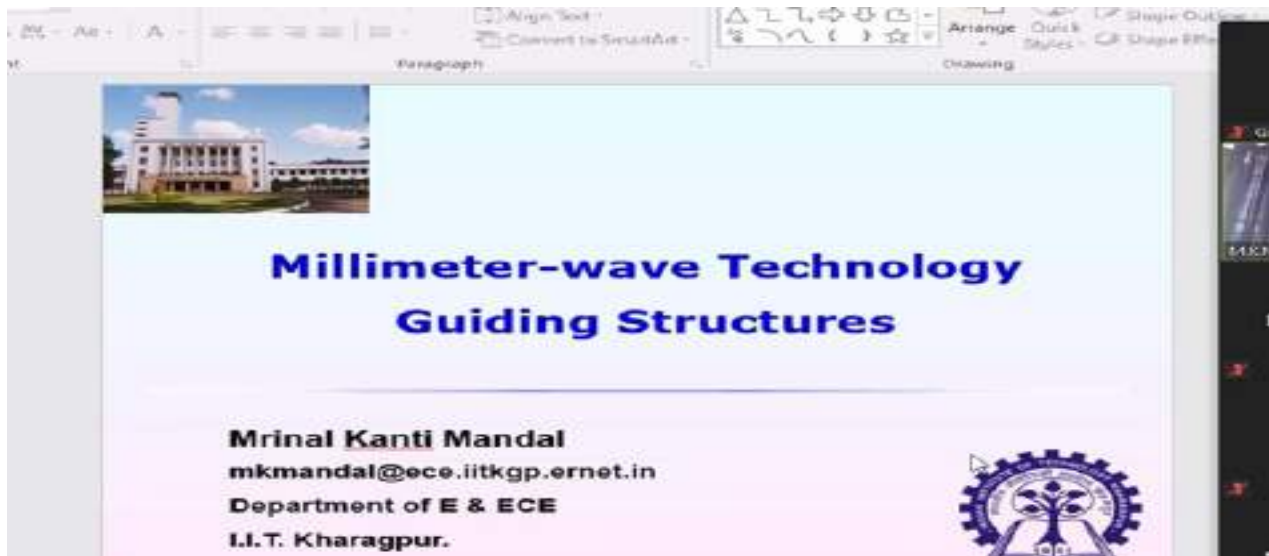 Align Text
Convert to SmartArt
Arrange
Quick
Styles
Shape Outline
Shape Effe
Paragraph
Drawing
Millimeter-wave Technology
Guiding Structures
Mrinal Kanti Mandal
mkmandal@ece.iitkgp.ernet.in
Department of E & ECE
I.I.T. Kharagpur.